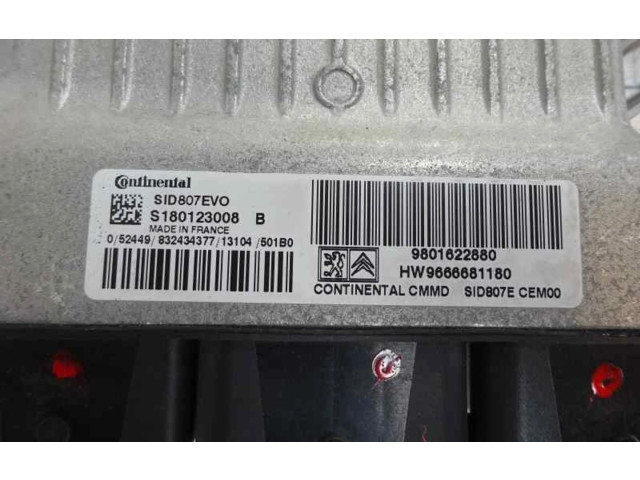 Continental
SID807EVO
S180123008 B
MADE IN FRANCE
0/52449/832434377/13104/501B0
9801622880
HW9666681180
CONTINENTAL CMMD SID807E CEM00